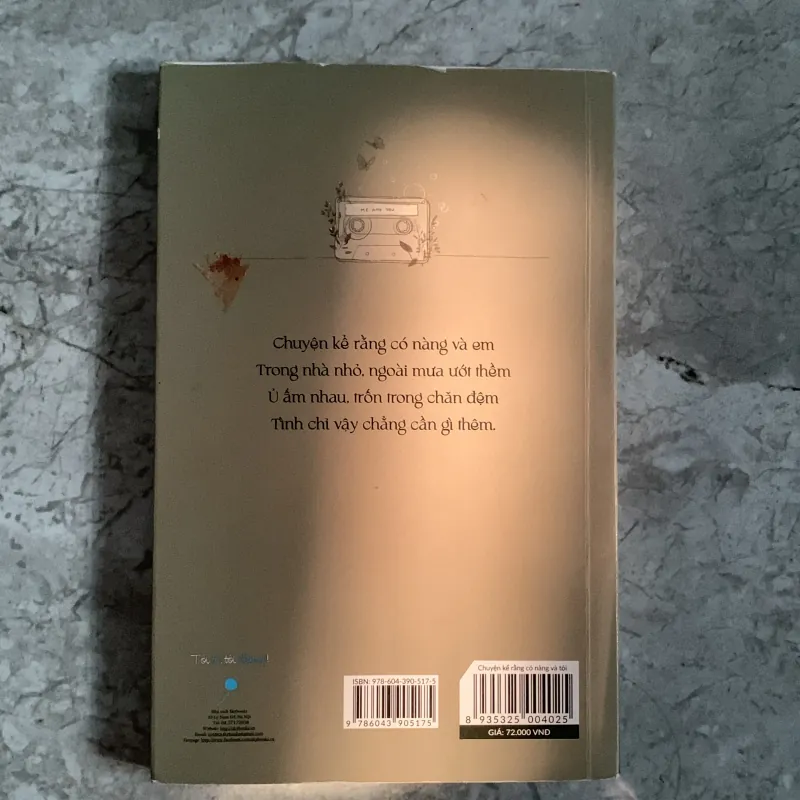 Chuyện kể rằng có nàng và em
Trong nhà nhỏ, ngoài mưa ướt thềm
Ủ ấm nhau, trốn trong chăn đệm
Tình chỉ vậy chẳng cần gì thêm.
ISBN: 978-604-390-517-5
9 786043 905175
Chuyện kể rằng có nàng và tôi
8 935325 004025
GIÁ: 72.000 VNĐ